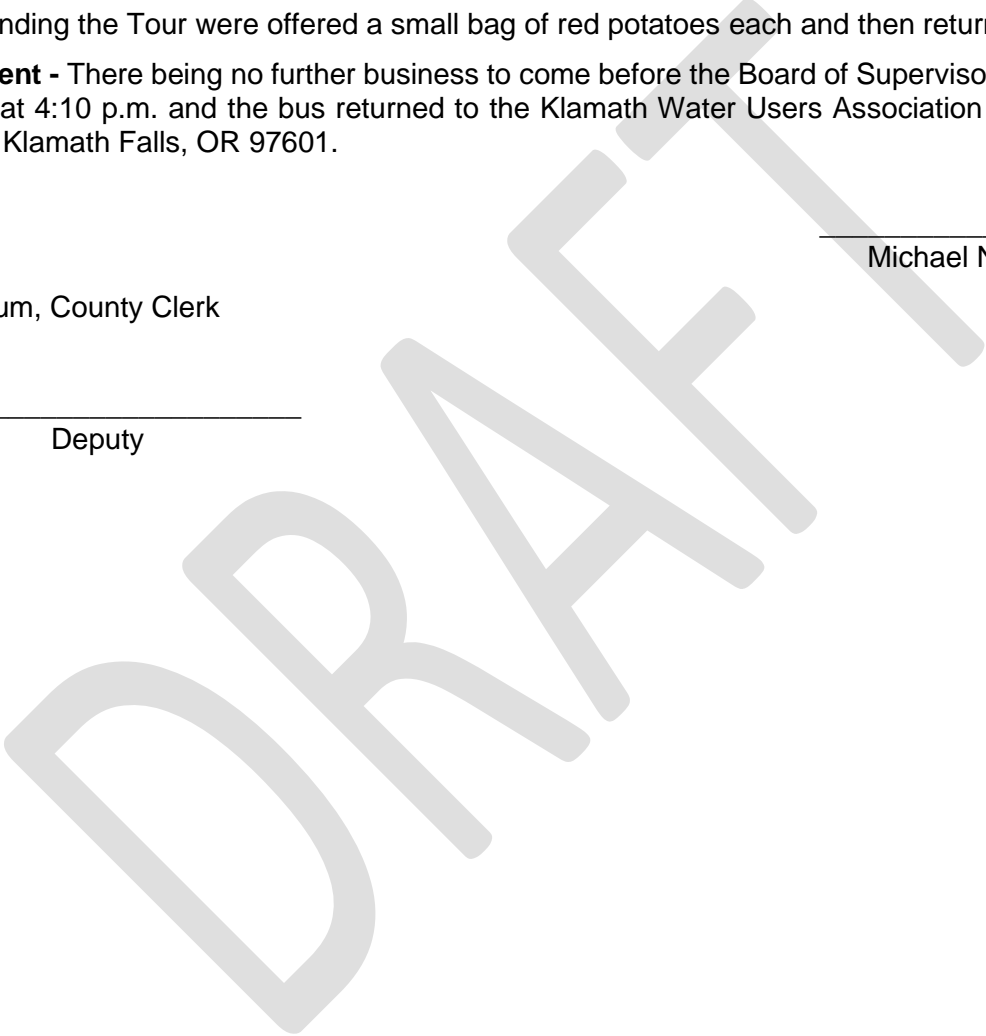 nding the Tour were offered a small bag of red potatoes each and then return
ent - There being no further business to come before the Board of Superviso
at 4:10 p.m. and the bus returned to the Klamath Water Users Association
Klamath Falls, OR 97601.
Michael N
um, County Clerk
Deputy
DRAFT